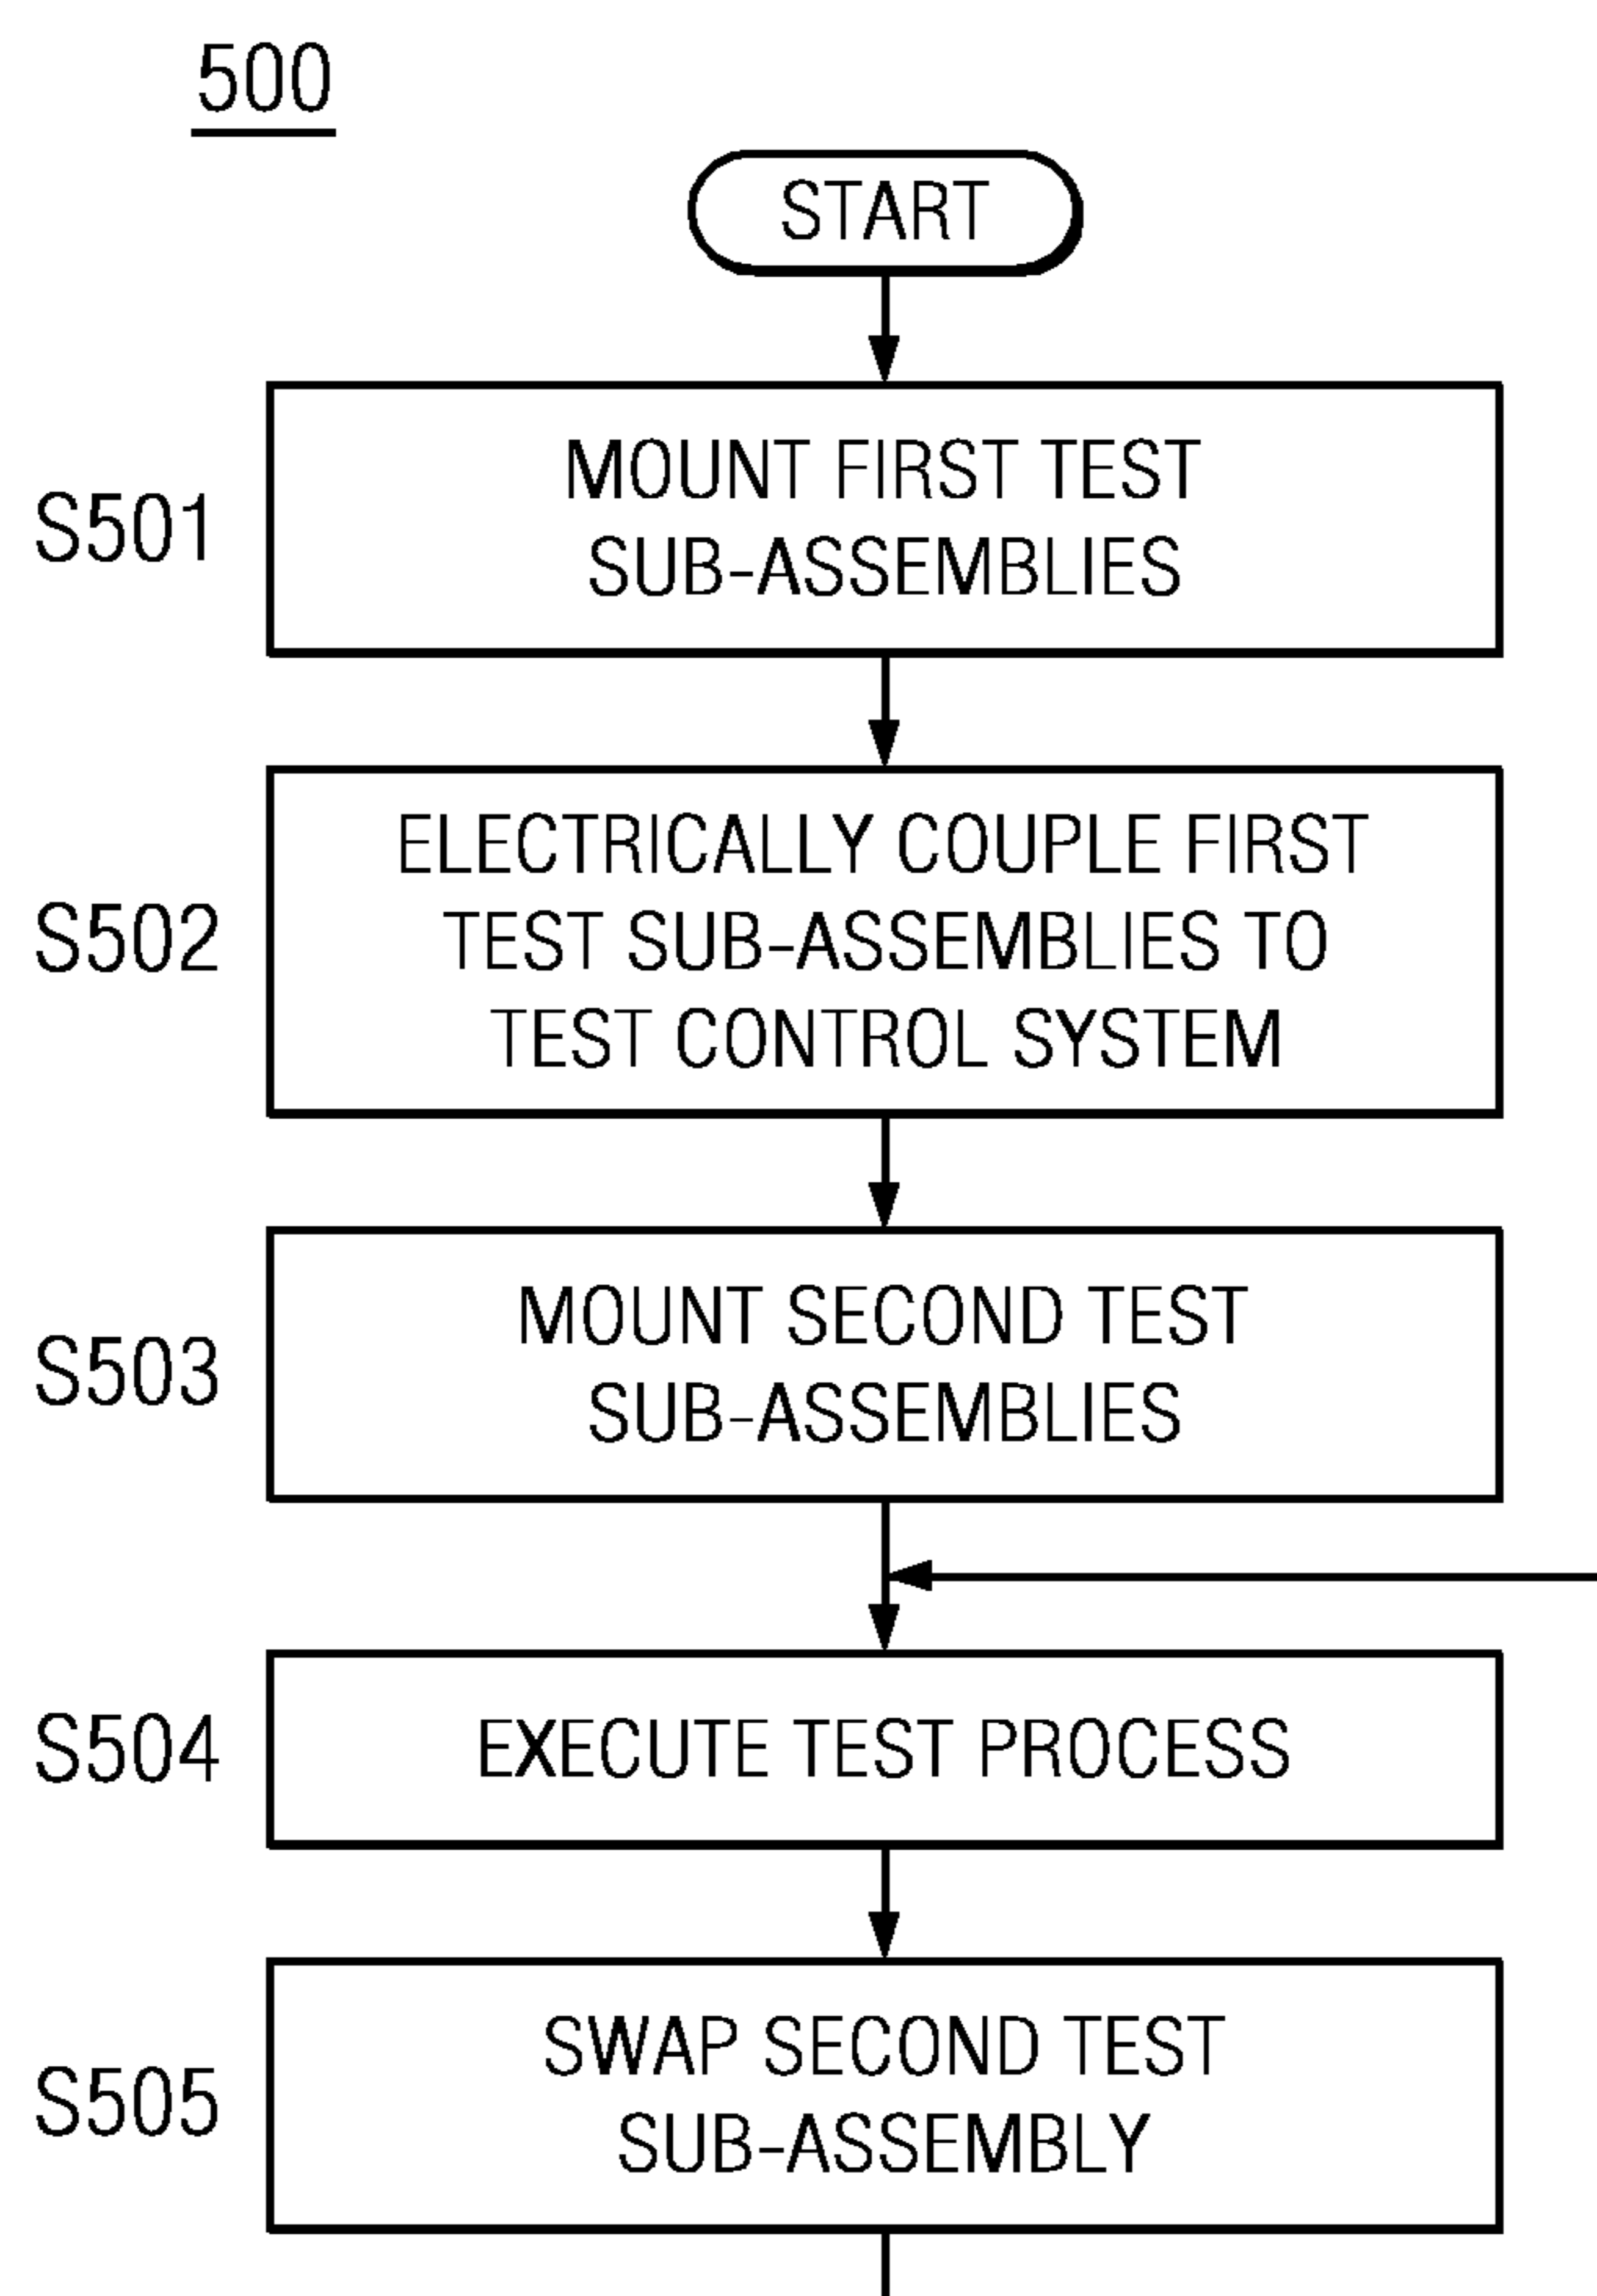 500
START
S501
MOUNT FIRST TEST
SUB-ASSEMBLIES
S502
ELECTRICALLY COUPLE FIRST
TEST SUB-ASSEMBLIES TO
TEST CONTROL SYSTEM
S503
MOUNT SECOND TEST
SUB-ASSEMBLIES
S504
EXECUTE TEST PROCESS
S505
SWAP SECOND TEST
SUB-ASSEMBLY